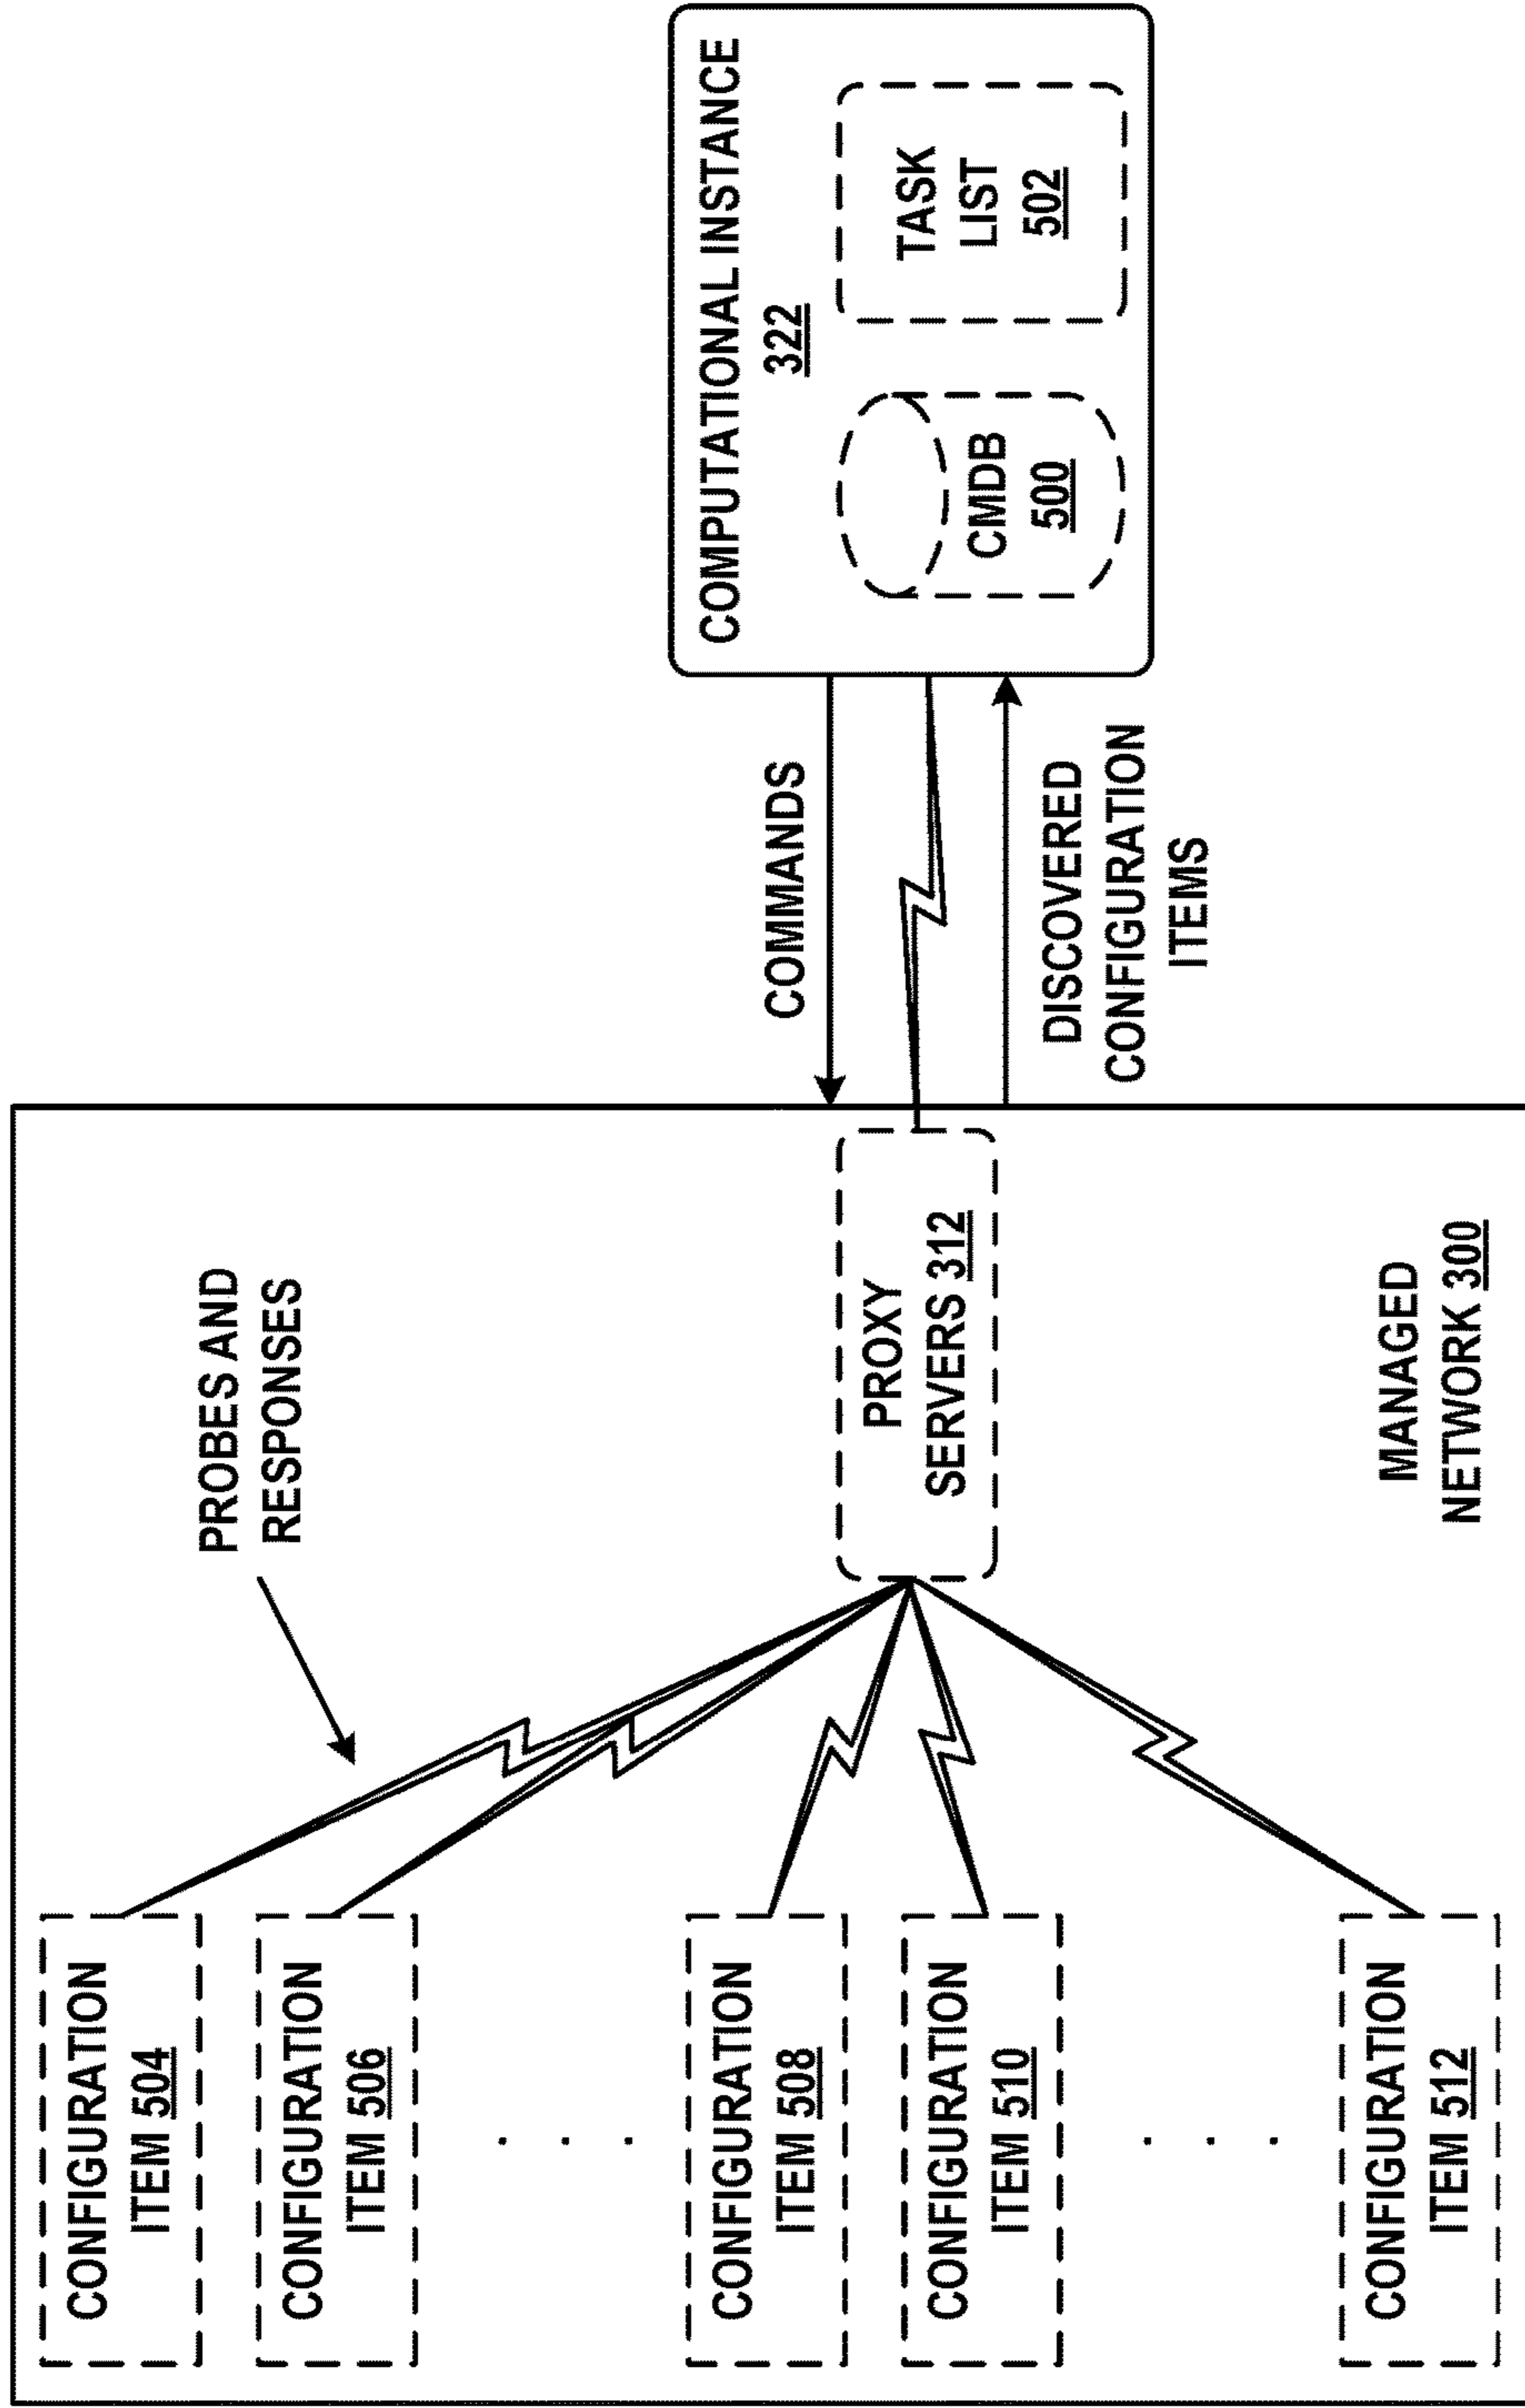 CONFIGURATION
ITEM 504
CONFIGURATION
ITEM 506
. . .
CONFIGURATION
ITEM 508
CONFIGURATION
ITEM 510
. . .
CONFIGURATION
ITEM 512
PROBES AND
RESPONSES
PROXY
SERVERS 312
MANAGED
NETWORK 300
COMMANDS
DISCOVERED
CONFIGURATION
ITEMS
COMPUTATIONAL INSTANCE
322
CMDB
500
TASK
LIST
502